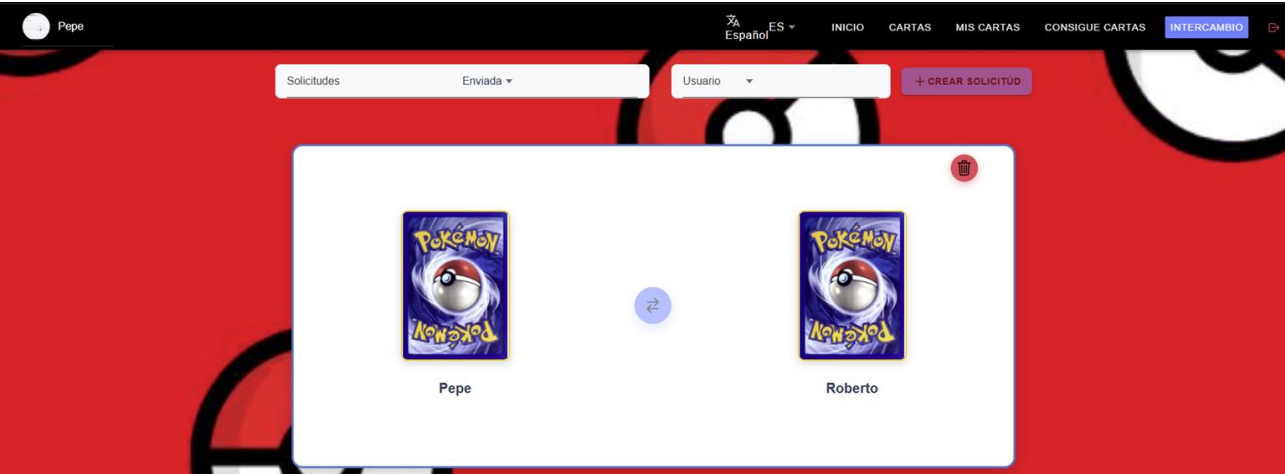 Pepe
Español
ES
INICIO
CARTAS
MIS CARTAS
CONSIGUE CARTAS
INTERCAMBIO
Solicitudes
Enviada
Usuario
+ CREAR SOLICITÚD
POKéMON
POKéMON
POKéMON
POKéMON
Pepe
Roberto